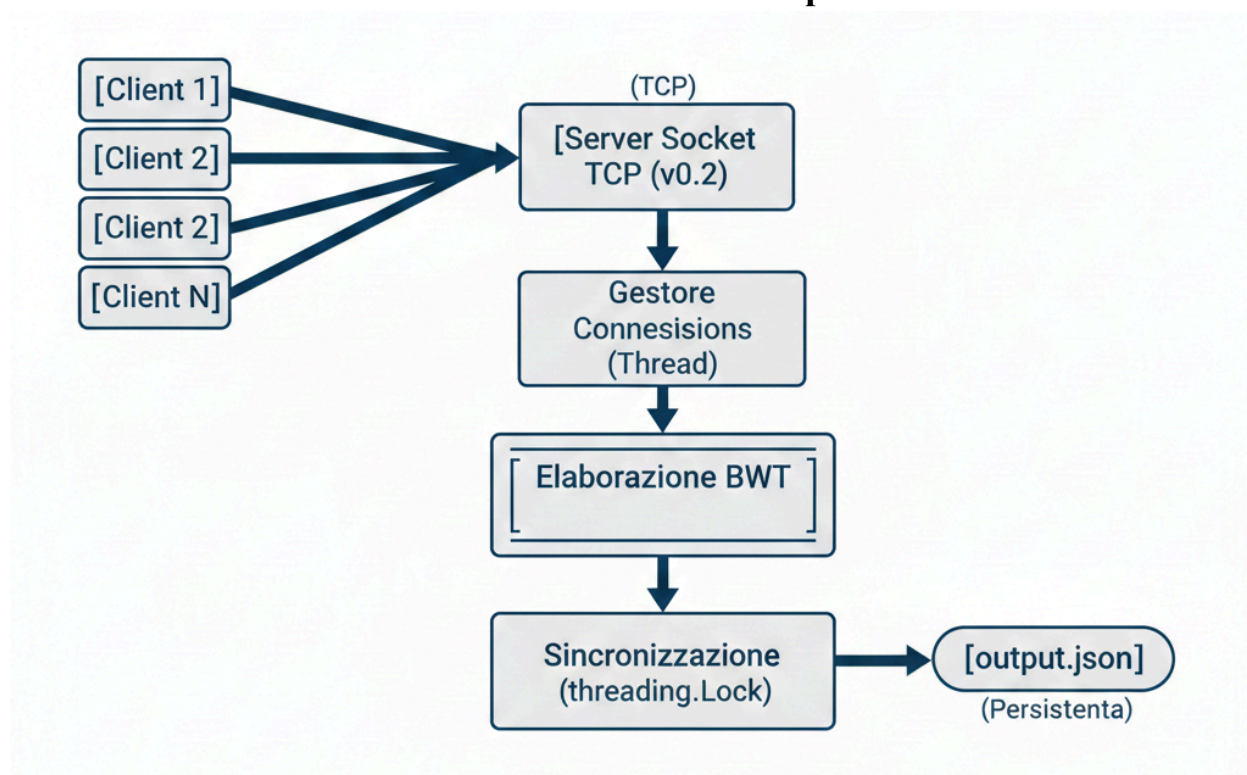 [Client 1]
[Client 2]
[Client 2]
[Client N]
(TCP)
[Server Socket
TCP (v0.2)
Gestore
Connesisions
(Thread)
[ Elaborazione BWT ]
Sincronizzazione
(threading.Lock)
[output.json]
(Persistenta)